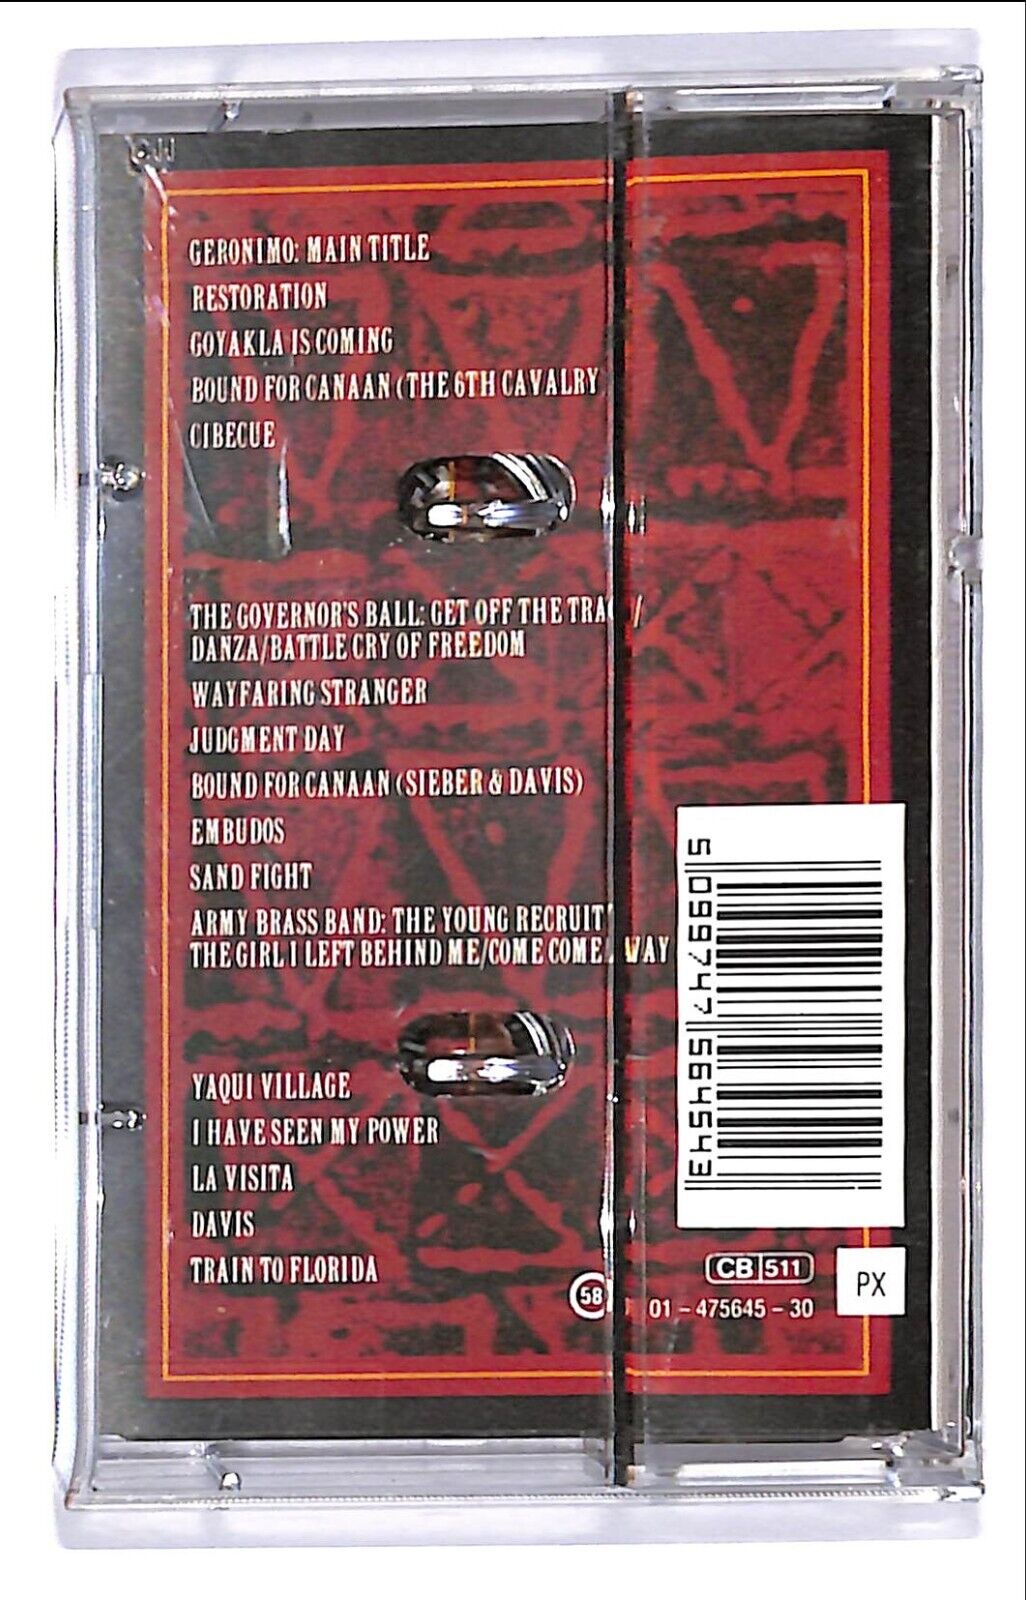 GERONIMO: MAIN TITLE
RESTORATION
GOYAKLA IS COMING
BOUND FOR CANAAN (THE 6TH CAVALRY
CIBECUE
THE GOVERNOR'S BALL: GET OFF THE
DANZA/BATTLE CRY OF FREEDOM
WAYFARING STRANGER
JUDGMENT DAY
BOUND FOR CANAAN (SIEBER & DAVIS)
EMBUDOS
SAND FIGHT
ARMY BRASS BAND: THE YOUNG RECRUIT
THE GIRL I LEFT BEHIND ME/COME COME
YAQUI VILLAGE
I HAVE SEEN MY POWER
LA VISITA
DAVIS
TRAIN TO FLORIDA
5 099747 564543
CB 511
PX
58
01-475645-30